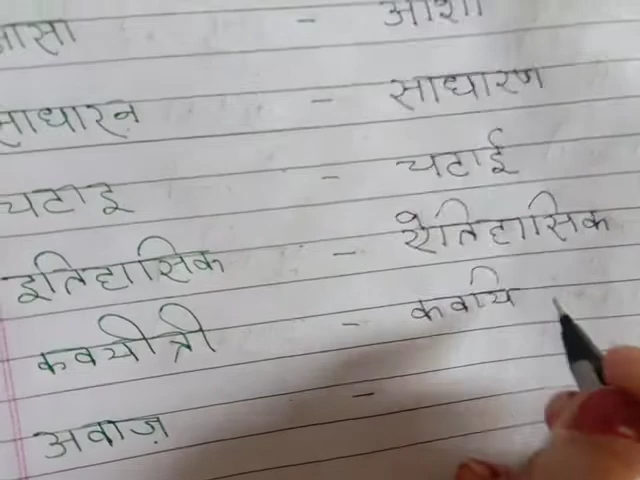 आसा - आशा
साधारन - साधारण
चटाइ - चटाई
इतिहासिक - ऐतिहासिक
कवयीत्री - कवयि
अवाज़ -